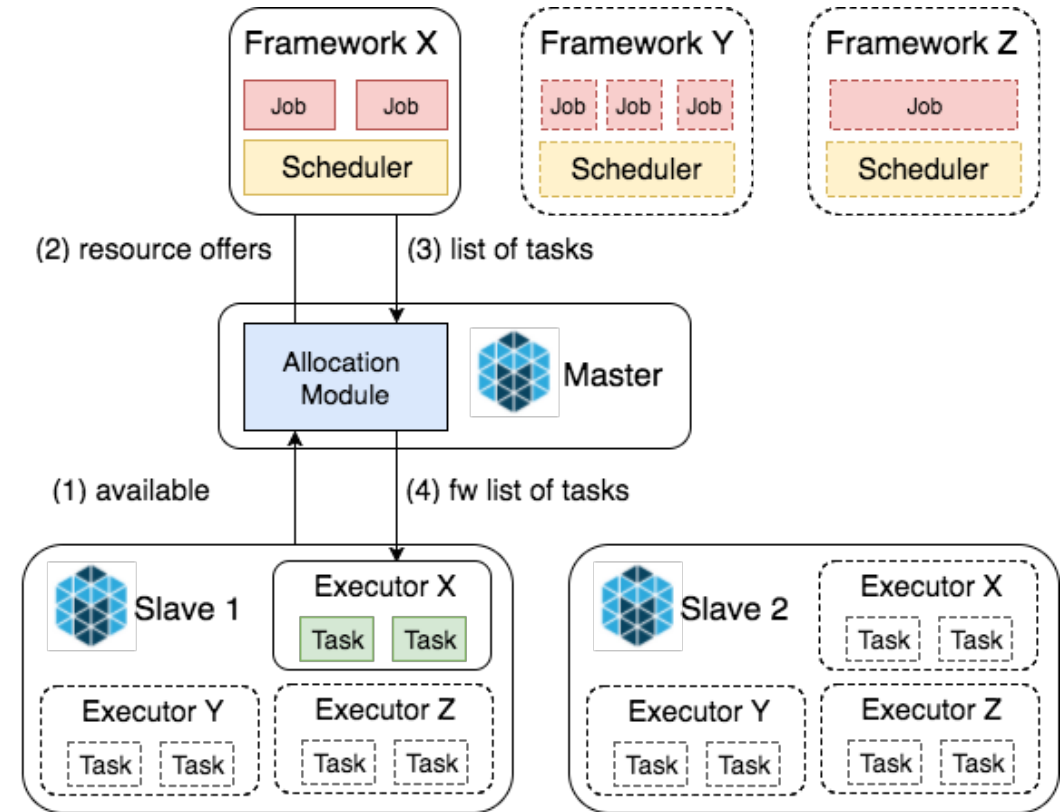 Framework X
Job Job
Scheduler
Framework Y
Job Job Job
Scheduler
Framework Z
Job
Scheduler
(2) resource offers
(3) list of tasks
Allocation
Module
Master
(1) available
(4) fw list of tasks
Slave 1
Executor X
Task Task
Executor Y
Task Task
Executor Z
Task Task
Slave 2
Executor X
Task Task
Executor Y
Task Task
Executor Z
Task Task